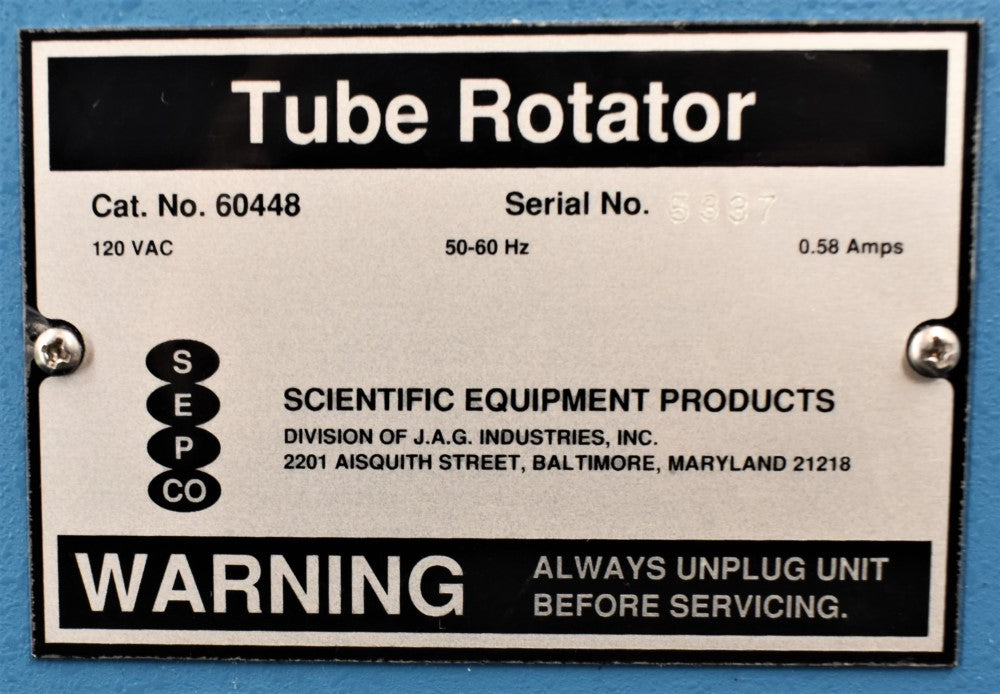 Tube Rotator
Cat. No. 60448 Serial No.
120 VAC 50-60 Hz 0.58 Amps
S
E
P
CO
SCIENTIFIC EQUIPMENT PRODUCTS
DIVISION OF J.A.G. INDUSTRIES, INC.
2201 AISQUITH STREET, BALTIMORE, MARYLAND 21218
WARNING
ALWAYS UNPLUG UNIT
BEFORE SERVICING.